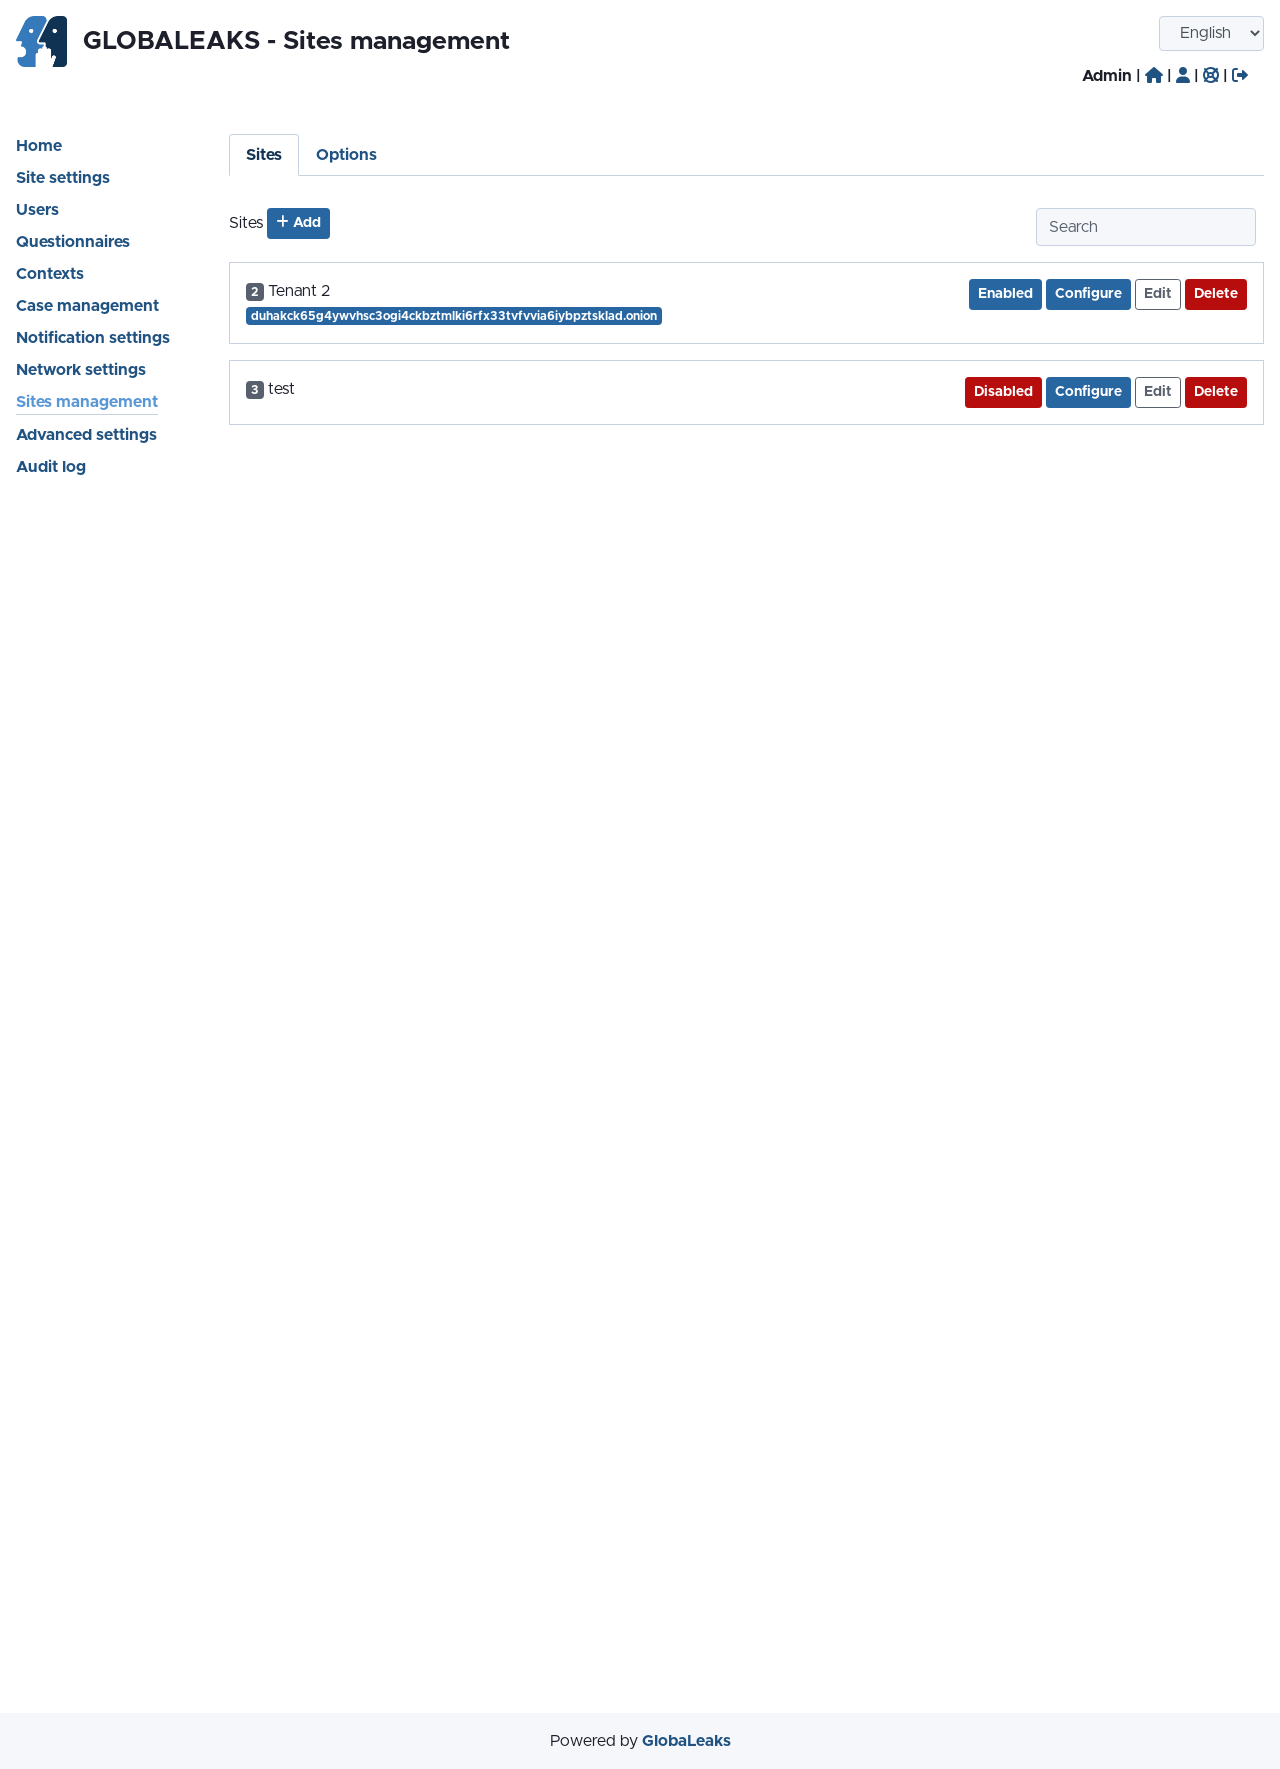 GLOBALEAKS - Sites management
English
Admin | | | |
Home
Site settings
Users
Questionnaires
Contexts
Case management
Notification settings
Network settings
Sites management
Advanced settings
Audit log
Sites Options
Sites + Add
Search
2 Tenant 2
duhakck65g4ywvhsc3ogi4ckbztmlki6rfx33tvfvvia6iybpztsklad.onion
Enabled Configure Edit Delete
3 test
Disabled Configure Edit Delete
Powered by GlobaLeaks